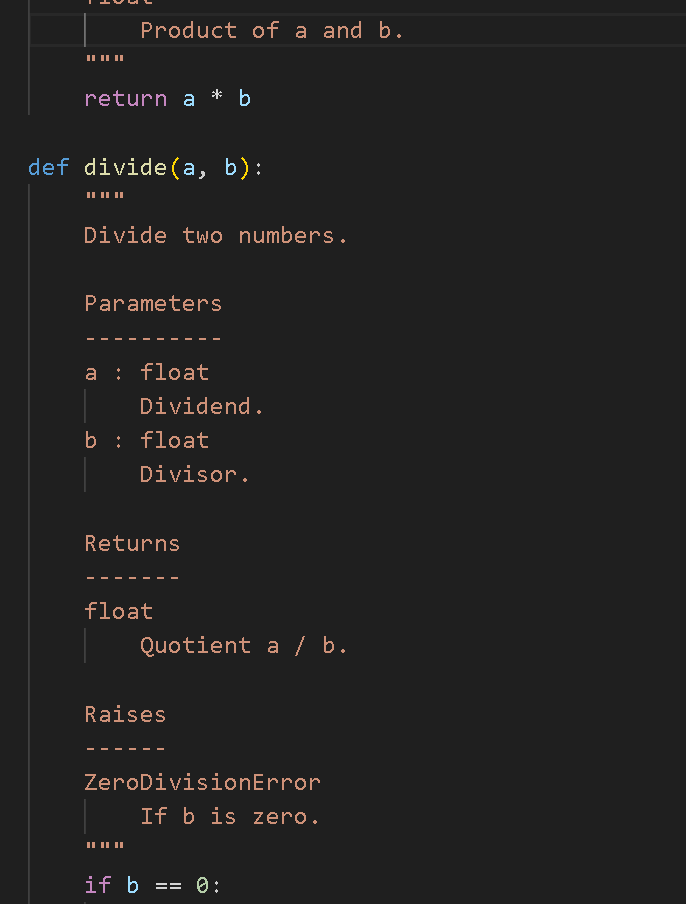 float
        Product of a and b.
    """
    return a * b

def divide(a, b):
    """
    Divide two numbers.

    Parameters
    ----------
    a : float
        Dividend.
    b : float
        Divisor.

    Returns
    -------
    float
        Quotient a / b.

    Raises
    ------
    ZeroDivisionError
        If b is zero.
    """
    if b == 0: